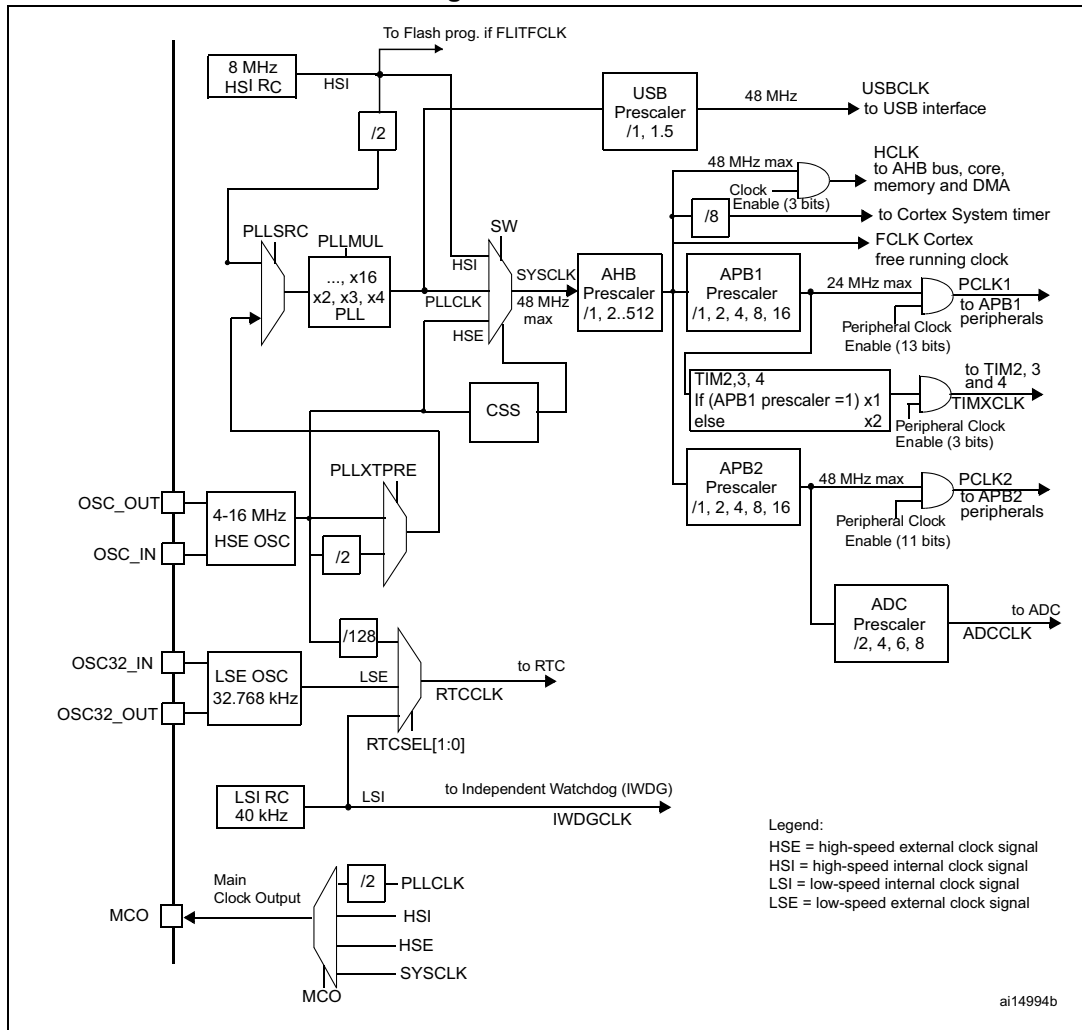 To Flash prog. if FLITFCLK
8 MHz
HSI RC
HSI
/2
USB
Prescaler
/1, 1.5
48 MHz
USBCLK
to USB interface
48 MHz max
HCLK
to AHB bus, core,
memory and DMA
Clock
Enable (3 bits)
/8
to Cortex System timer
FCLK Cortex
free running clock
PLLSRC
PLLMUL
..., x16
x2, x3, x4
PLL
SW
HSI
PLLCLK
HSE
SYSCLK
48 MHz
max
AHB
Prescaler
/1, 2..512
APB1
Prescaler
/1, 2, 4, 8, 16
24 MHz max
PCLK1
to APB1
peripherals
Peripheral Clock
Enable (13 bits)
TIM2,3, 4
If (APB1 prescaler =1) x1
else x2
to TIM2, 3
and 4
TIMXCLK
Peripheral Clock
Enable (3 bits)
CSS
APB2
Prescaler
/1, 2, 4, 8, 16
48 MHz max
PCLK2
to APB2
peripherals
Peripheral Clock
Enable (11 bits)
PLLXTPRE
OSC_OUT
OSC_IN
4-16 MHz
HSE OSC
/2
ADC
Prescaler
/2, 4, 6, 8
to ADC
ADCCLK
/128
OSC32_IN
OSC32_OUT
LSE OSC
32.768 kHz
LSE
to RTC
RTCCLK
RTCSEL[1:0]
LSI RC
40 kHz
LSI
to Independent Watchdog (IWDG)
IWDGCLK
Legend:
HSE = high-speed external clock signal
HSI = high-speed internal clock signal
LSI = low-speed internal clock signal
LSE = low-speed external clock signal
Main
Clock Output
MCO
/2
PLLCLK
HSI
HSE
SYSCLK
MCO
ai14994b